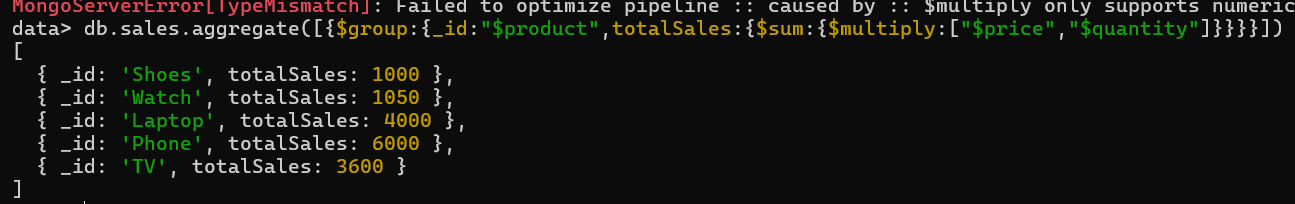 MongoServerError[TypeMismatch]: Failed to optimize pipeline :: caused by :: $multiply only supports numeric
data> db.sales.aggregate([{$group:{_id:"$product",totalSales:{$sum:{$multiply:["$price","$quantity"]}}}}])
[
  { _id: 'Shoes', totalSales: 1000 },
  { _id: 'Watch', totalSales: 1050 },
  { _id: 'Laptop', totalSales: 4000 },
  { _id: 'Phone', totalSales: 6000 },
  { _id: 'TV', totalSales: 3600 }
]